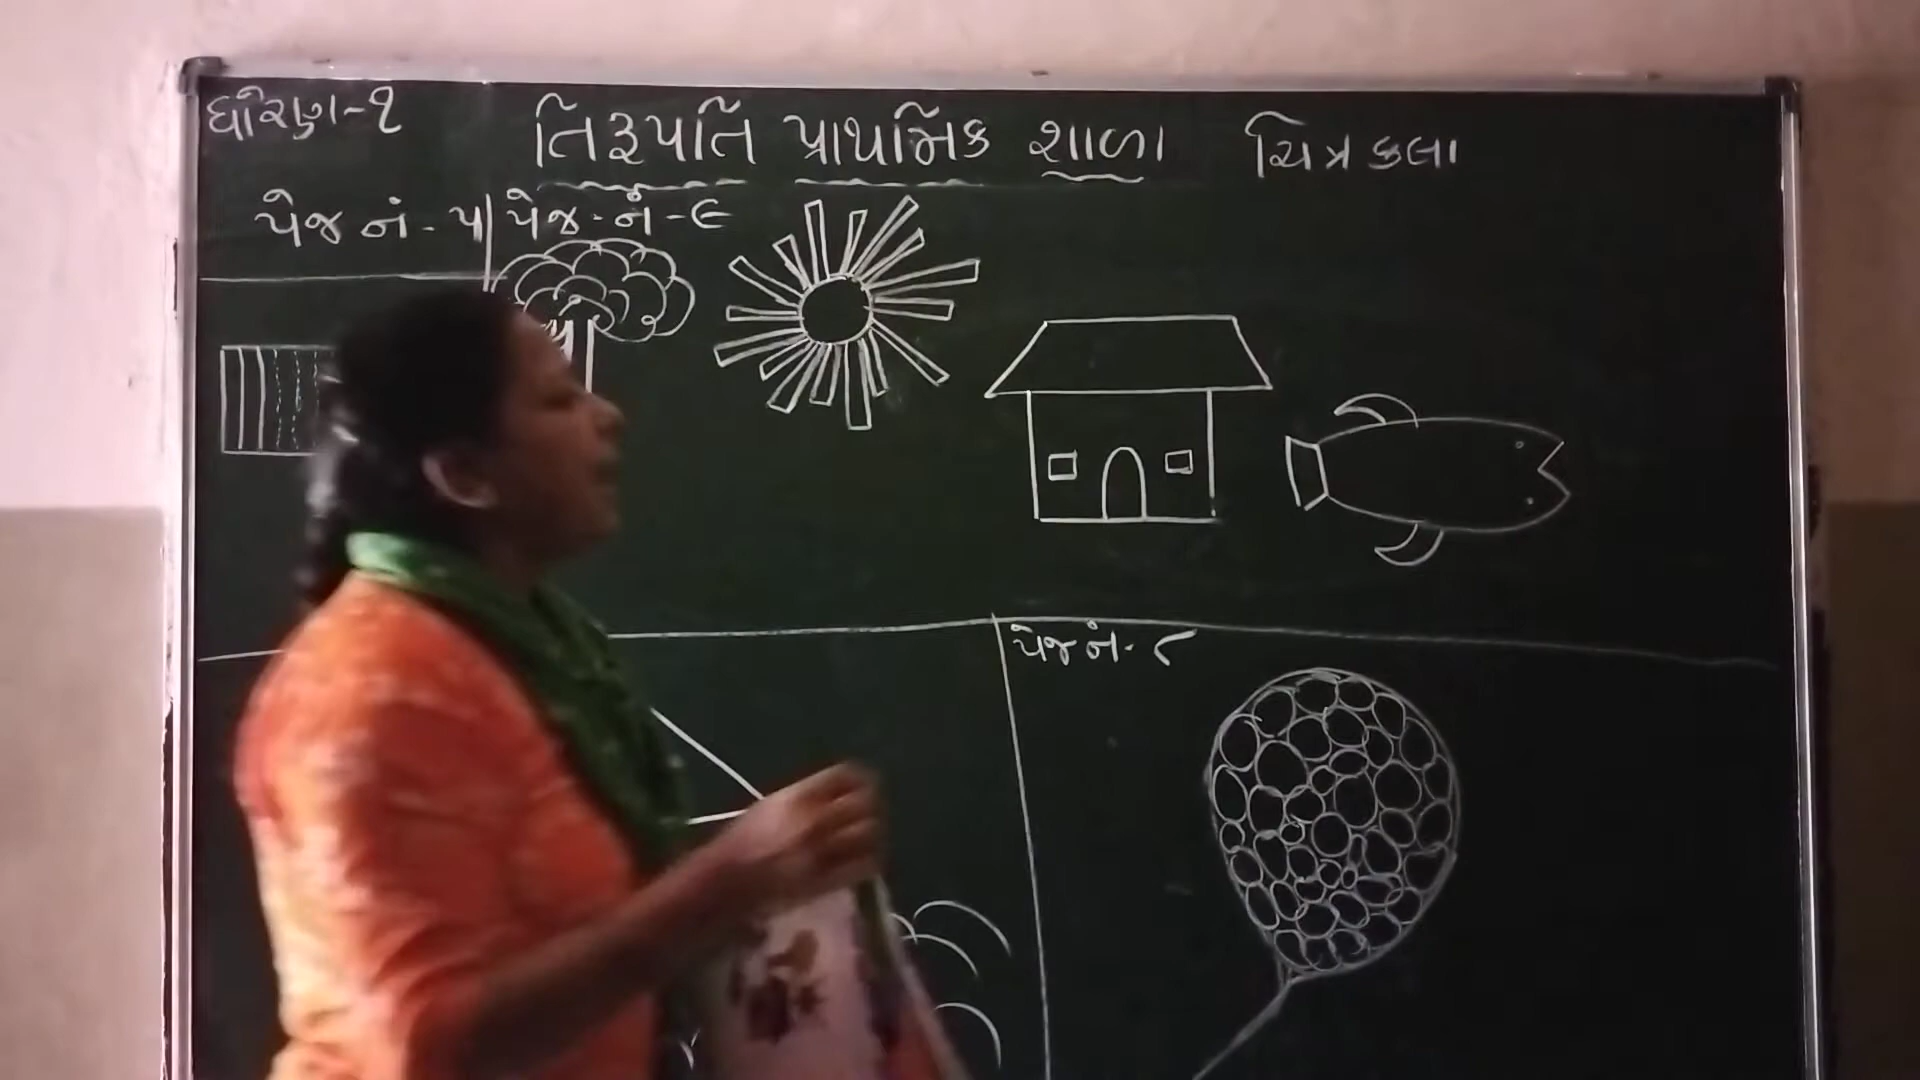 ધોરણ-૧
તિરૂપતિ પ્રાથમિક શાળા
ચિત્રકલા
પેજ નં - ૫
પેજ - નં - ૬
પેજ નં - ૮